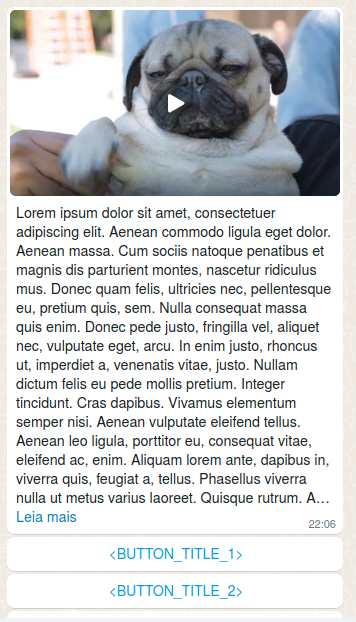 Lorem ipsum dolor sit amet, consectetuer
adipiscing elit. Aenean commodo ligula eget dolor.
Aenean massa. Cum sociis natoque penatibus et
magnis dis parturient montes, nascetur ridiculus
mus. Donec quam felis, ultricies nec, pellentesque
eu, pretium quis, sem. Nulla consequat massa
quis enim. Donec pede justo, fringilla vel, aliquet
nec, vulputate eget, arcu. In enim justo, rhoncus
ut, imperdiet a, venenatis vitae, justo. Nullam
dictum felis eu pede mollis pretium. Integer
tincidunt. Cras dapibus. Vivamus elementum
semper nisi. Aenean vulputate eleifend tellus.
Aenean leo ligula, porttitor eu, consequat vitae,
eleifend ac, enim. Aliquam lorem ante, dapibus in,
viverra quis, feugiat a, tellus. Phasellus viverra
nulla ut metus varius laoreet. Quisque rutrum. A…
Leia mais
22:06
<BUTTON_TITLE_1>
<BUTTON_TITLE_2>